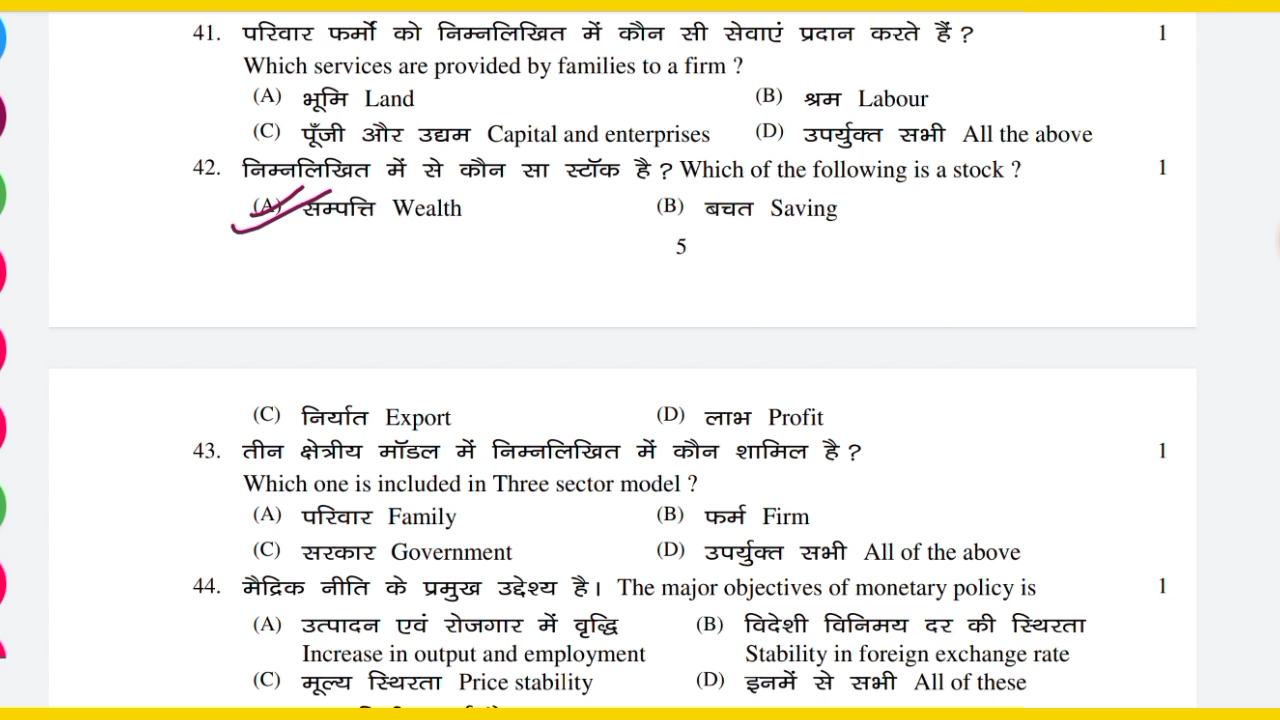 41. परिवार फर्मों को निम्नलिखित में कौन सी सेवाएं प्रदान करते हैं ? 1
Which services are provided by families to a firm ?
(A) भूमि Land (B) श्रम Labour
(C) पूँजी और उद्यम Capital and enterprises (D) उपर्युक्त सभी All the above
42. निम्नलिखित में से कौन सा स्टॉक है ? Which of the following is a stock ? 1
(A) सम्पत्ति Wealth (B) बचत Saving
5
(C) निर्यात Export (D) लाभ Profit
43. तीन क्षेत्रीय मॉडल में निम्नलिखित में कौन शामिल है ? 1
Which one is included in Three sector model ?
(A) परिवार Family (B) फर्म Firm
(C) सरकार Government (D) उपर्युक्त सभी All of the above
44. मैद्रिक नीति के प्रमुख उद्देश्य है। The major objectives of monetary policy is 1
(A) उत्पादन एवं रोजगार में वृद्धि (B) विदेशी विनिमय दर की स्थिरता
Increase in output and employment Stability in foreign exchange rate
(C) मूल्य स्थिरता Price stability (D) इनमें से सभी All of these